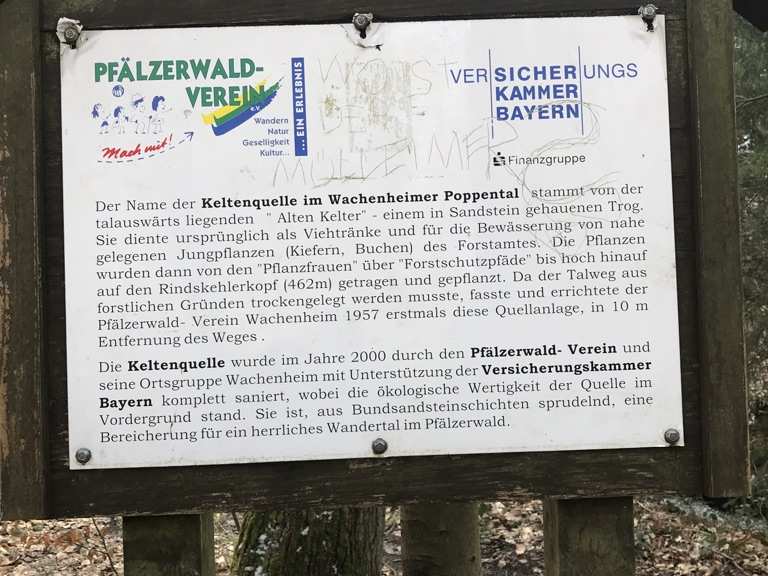 PFÄLZERWALD-
VEREIN e.V.
Wandern
Natur
Geselligkeit
Kultur...
... EIN ERLEBNIS
Mach mit!
VERSICHERUNGS
KAMMER
BAYERN
Finanzgruppe
Der Name der Keltenquelle im Wachenheimer Poppental stammt von der
talauswärts liegenden " Alten Kelter" - einem in Sandstein gehauenen Trog.
Sie diente ursprünglich als Viehtränke und für die Bewässerung von nahe
gelegenen Jungpflanzen (Kiefern, Buchen) des Forstamtes. Die Pflanzen
wurden dann von den "Pflanzfrauen" über "Forstschutzpfäde" bis hoch hinauf
auf den Rindskehlerkopf (462m) getragen und gepflanzt. Da der Talweg aus
forstlichen Gründen trockengelegt werden musste, fasste und errichtete der
Pfälzerwald- Verein Wachenheim 1957 erstmals diese Quellanlage, in 10 m
Entfernung des Weges .
Die Keltenquelle wurde im Jahre 2000 durch den Pfälzerwald- Verein und
seine Ortsgruppe Wachenheim mit Unterstützung der Versicherungskammer
Bayern komplett saniert, wobei die ökologische Wertigkeit der Quelle im
Vordergrund stand. Sie ist, aus Bundsandsteinschichten sprudelnd, eine
Bereicherung für ein herrliches Wandertal im Pfälzerwald.